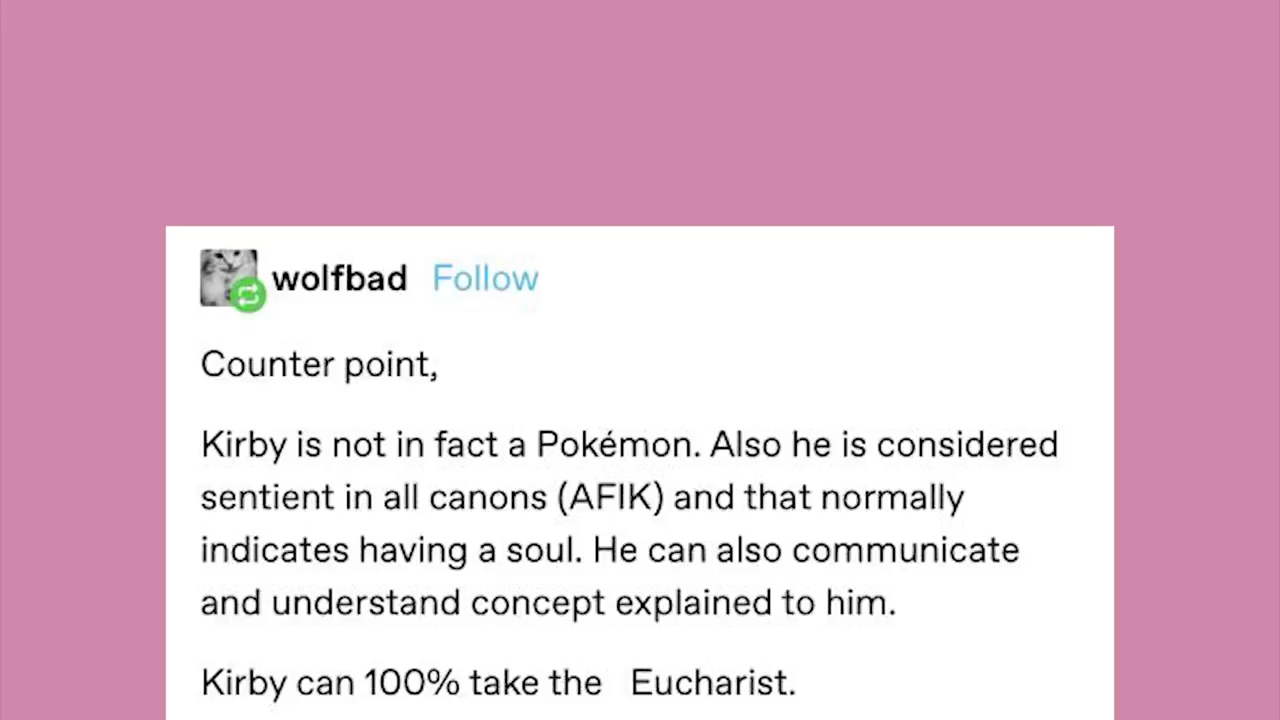 wolfbad Follow
Counter point,
Kirby is not in fact a Pokémon. Also he is considered
sentient in all canons (AFIK) and that normally
indicates having a soul. He can also communicate
and understand concept explained to him.
Kirby can 100% take the Eucharist.